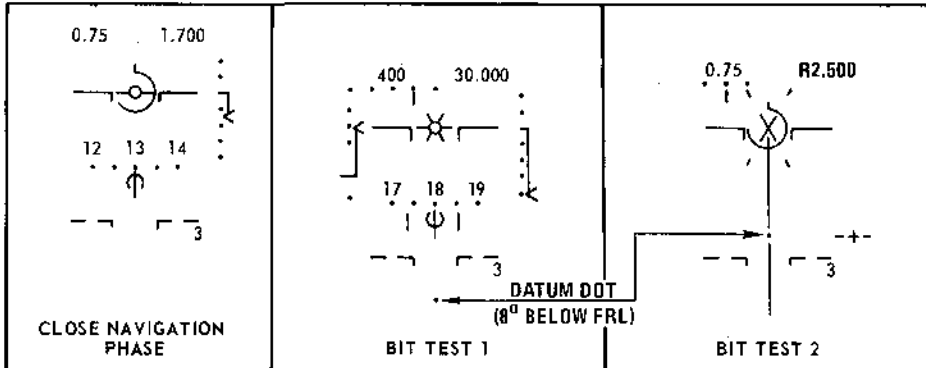 0.75 1.700
12 13 14
3
CLOSE NAVIGATION
PHASE
400 30.000
17 18 19
3
DATUM DOT
(8° BELOW FRL)
BIT TEST 1
0.75 R2.500
3
BIT TEST 2